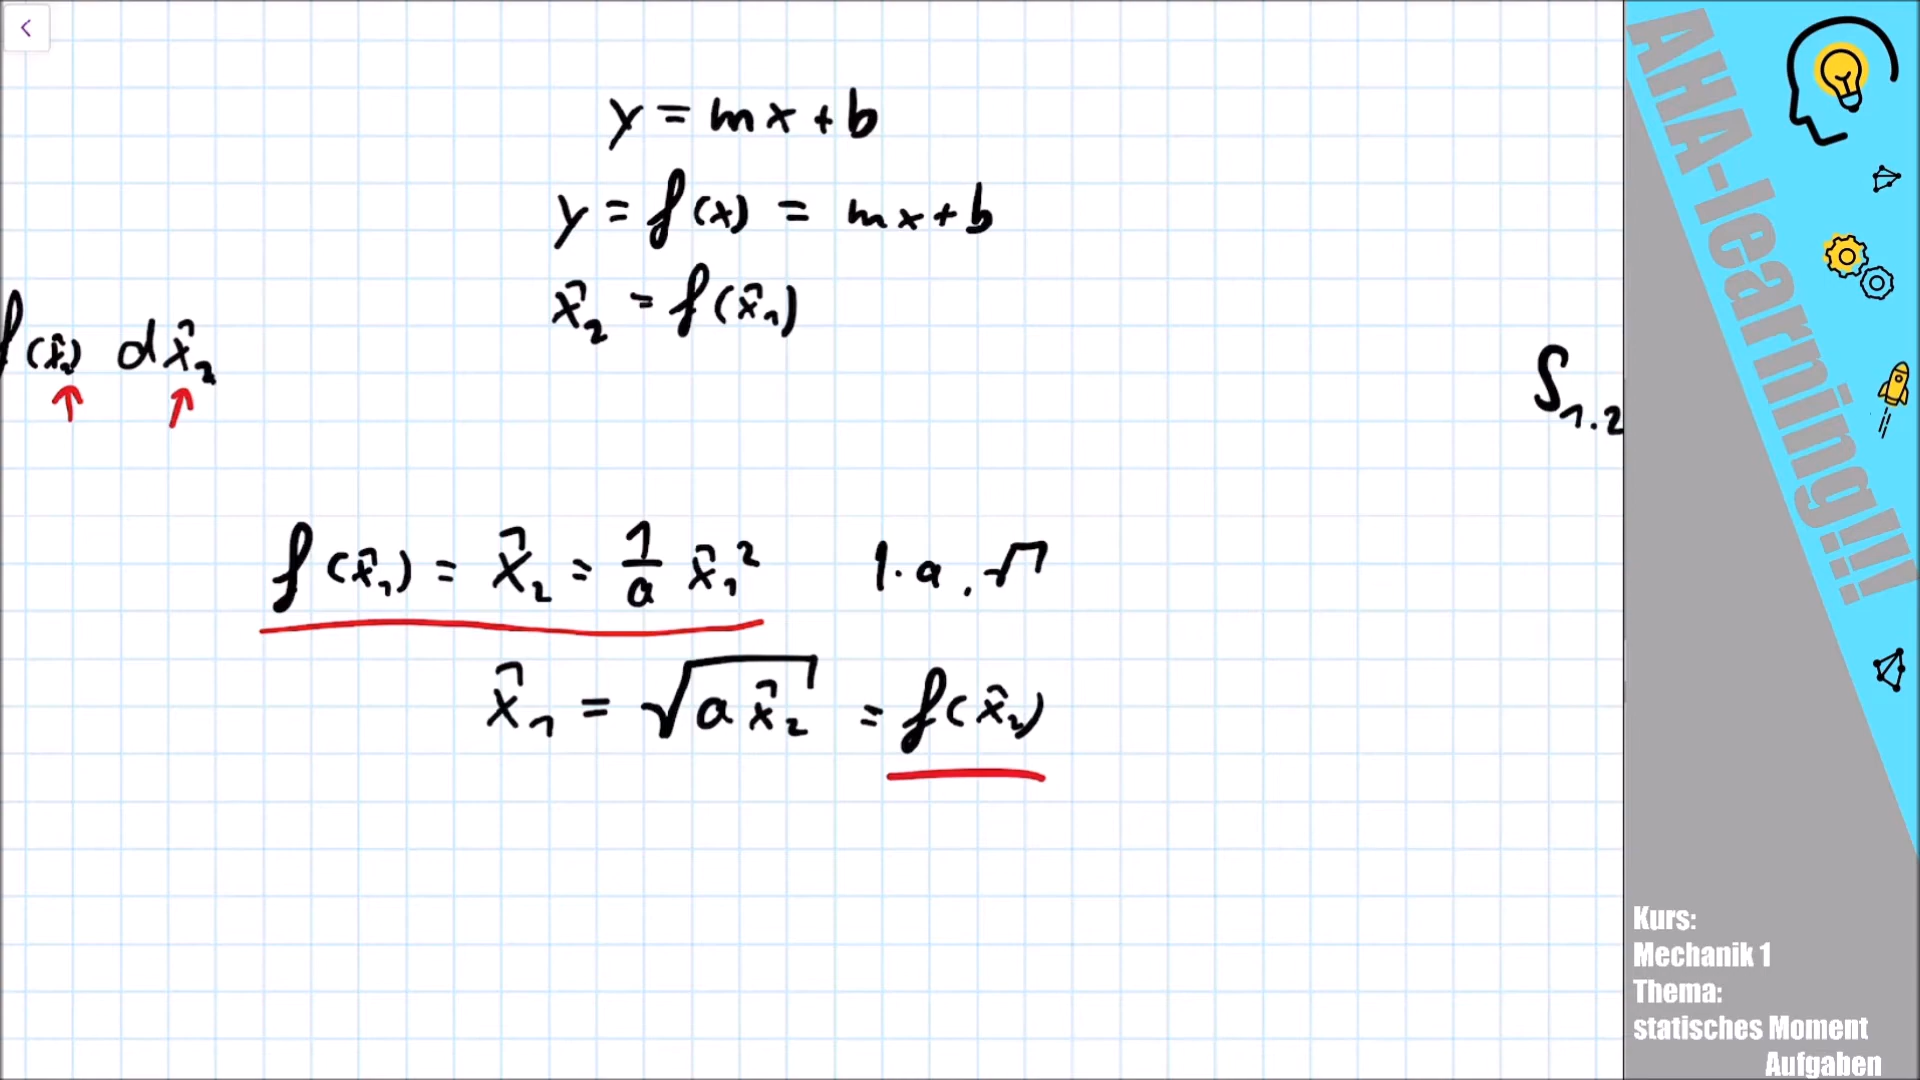 y = mx + b
y = f(x) = mx + b
x̂₂ = f(x̂₁)
f(x̂₂) dx̂₂
S₁.₂
f(x̂₁) = x̂₂ = 1/a x̂₁² |·a, √
x̂₁ = √(a x̂₂) = f(x̂₂)
AHA-learning!!!
Kurs:
Mechanik 1
Thema:
statisches Moment
Aufgaben